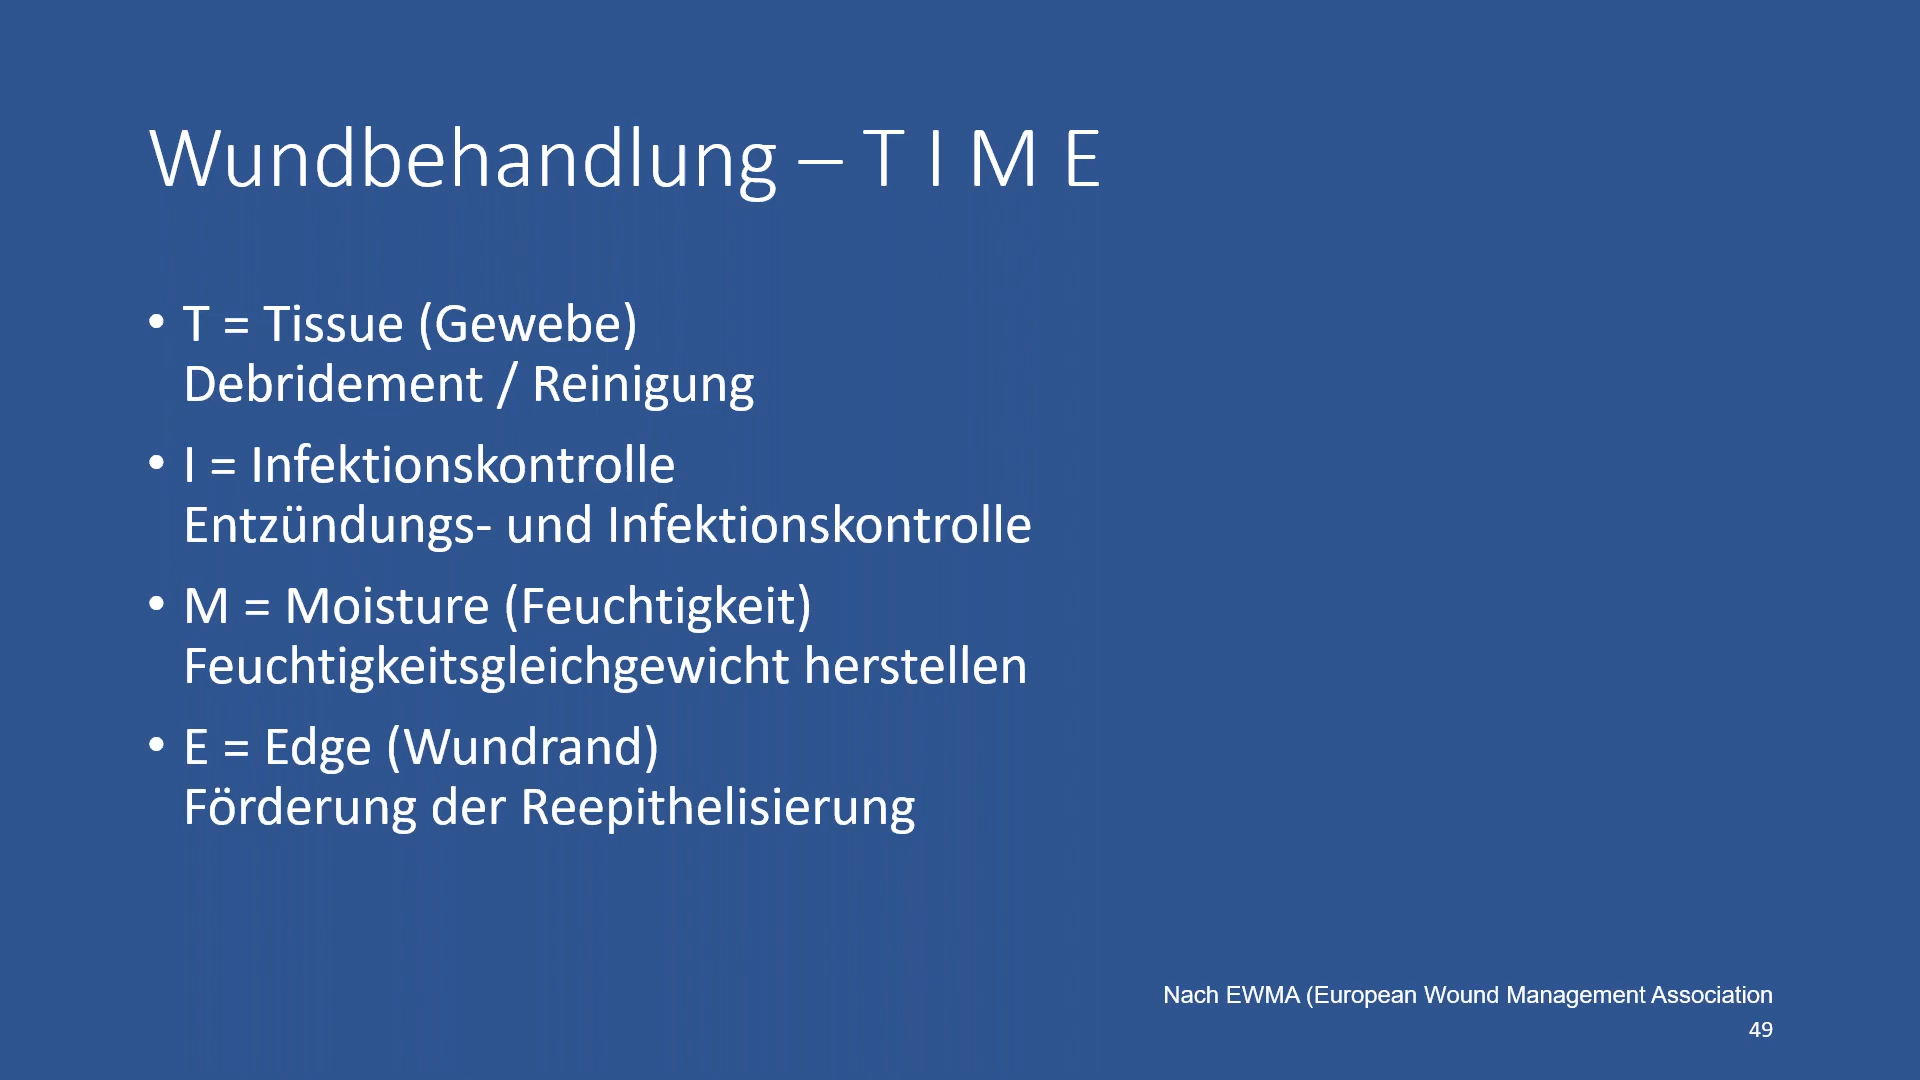 Wundbehandlung – T I M E
• T = Tissue (Gewebe)
Debridement / Reinigung
• I = Infektionskontrolle
Entzündungs- und Infektionskontrolle
• M = Moisture (Feuchtigkeit)
Feuchtigkeitsgleichgewicht herstellen
• E = Edge (Wundrand)
Förderung der Reepithelisierung
Nach EWMA (European Wound Management Association
49